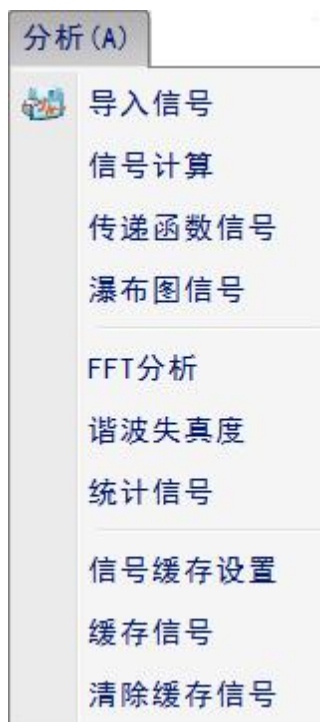 分析(A)
导入信号
信号计算
传递函数信号
瀑布图信号
FFT分析
谐波失真度
统计信号
信号缓存设置
缓存信号
清除缓存信号